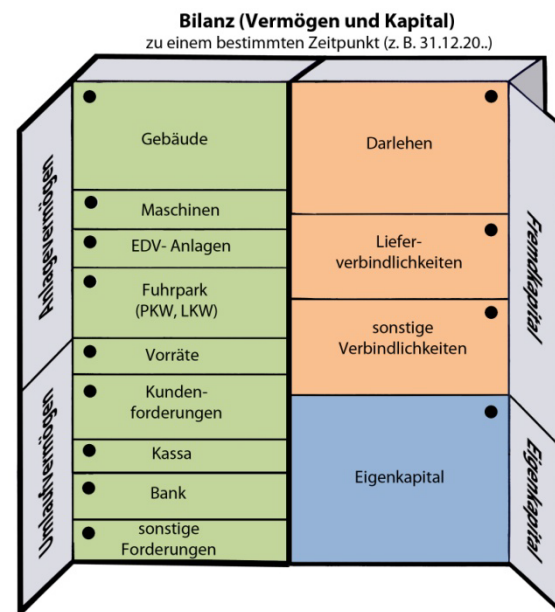 Bilanz (Vermögen und Kapital)
zu einem bestimmten Zeitpunkt (z. B. 31.12.20..)
Anlagevermögen
Umlaufvermögen
Gebäude
Maschinen
EDV- Anlagen
Fuhrpark
(PKW, LKW)
Vorräte
Kunden-
forderungen
Kassa
Bank
sonstige
Forderungen
Darlehen
Liefer-
verbindlichkeiten
sonstige
Verbindlichkeiten
Eigenkapital
Fremdkapital
Eigenkapital